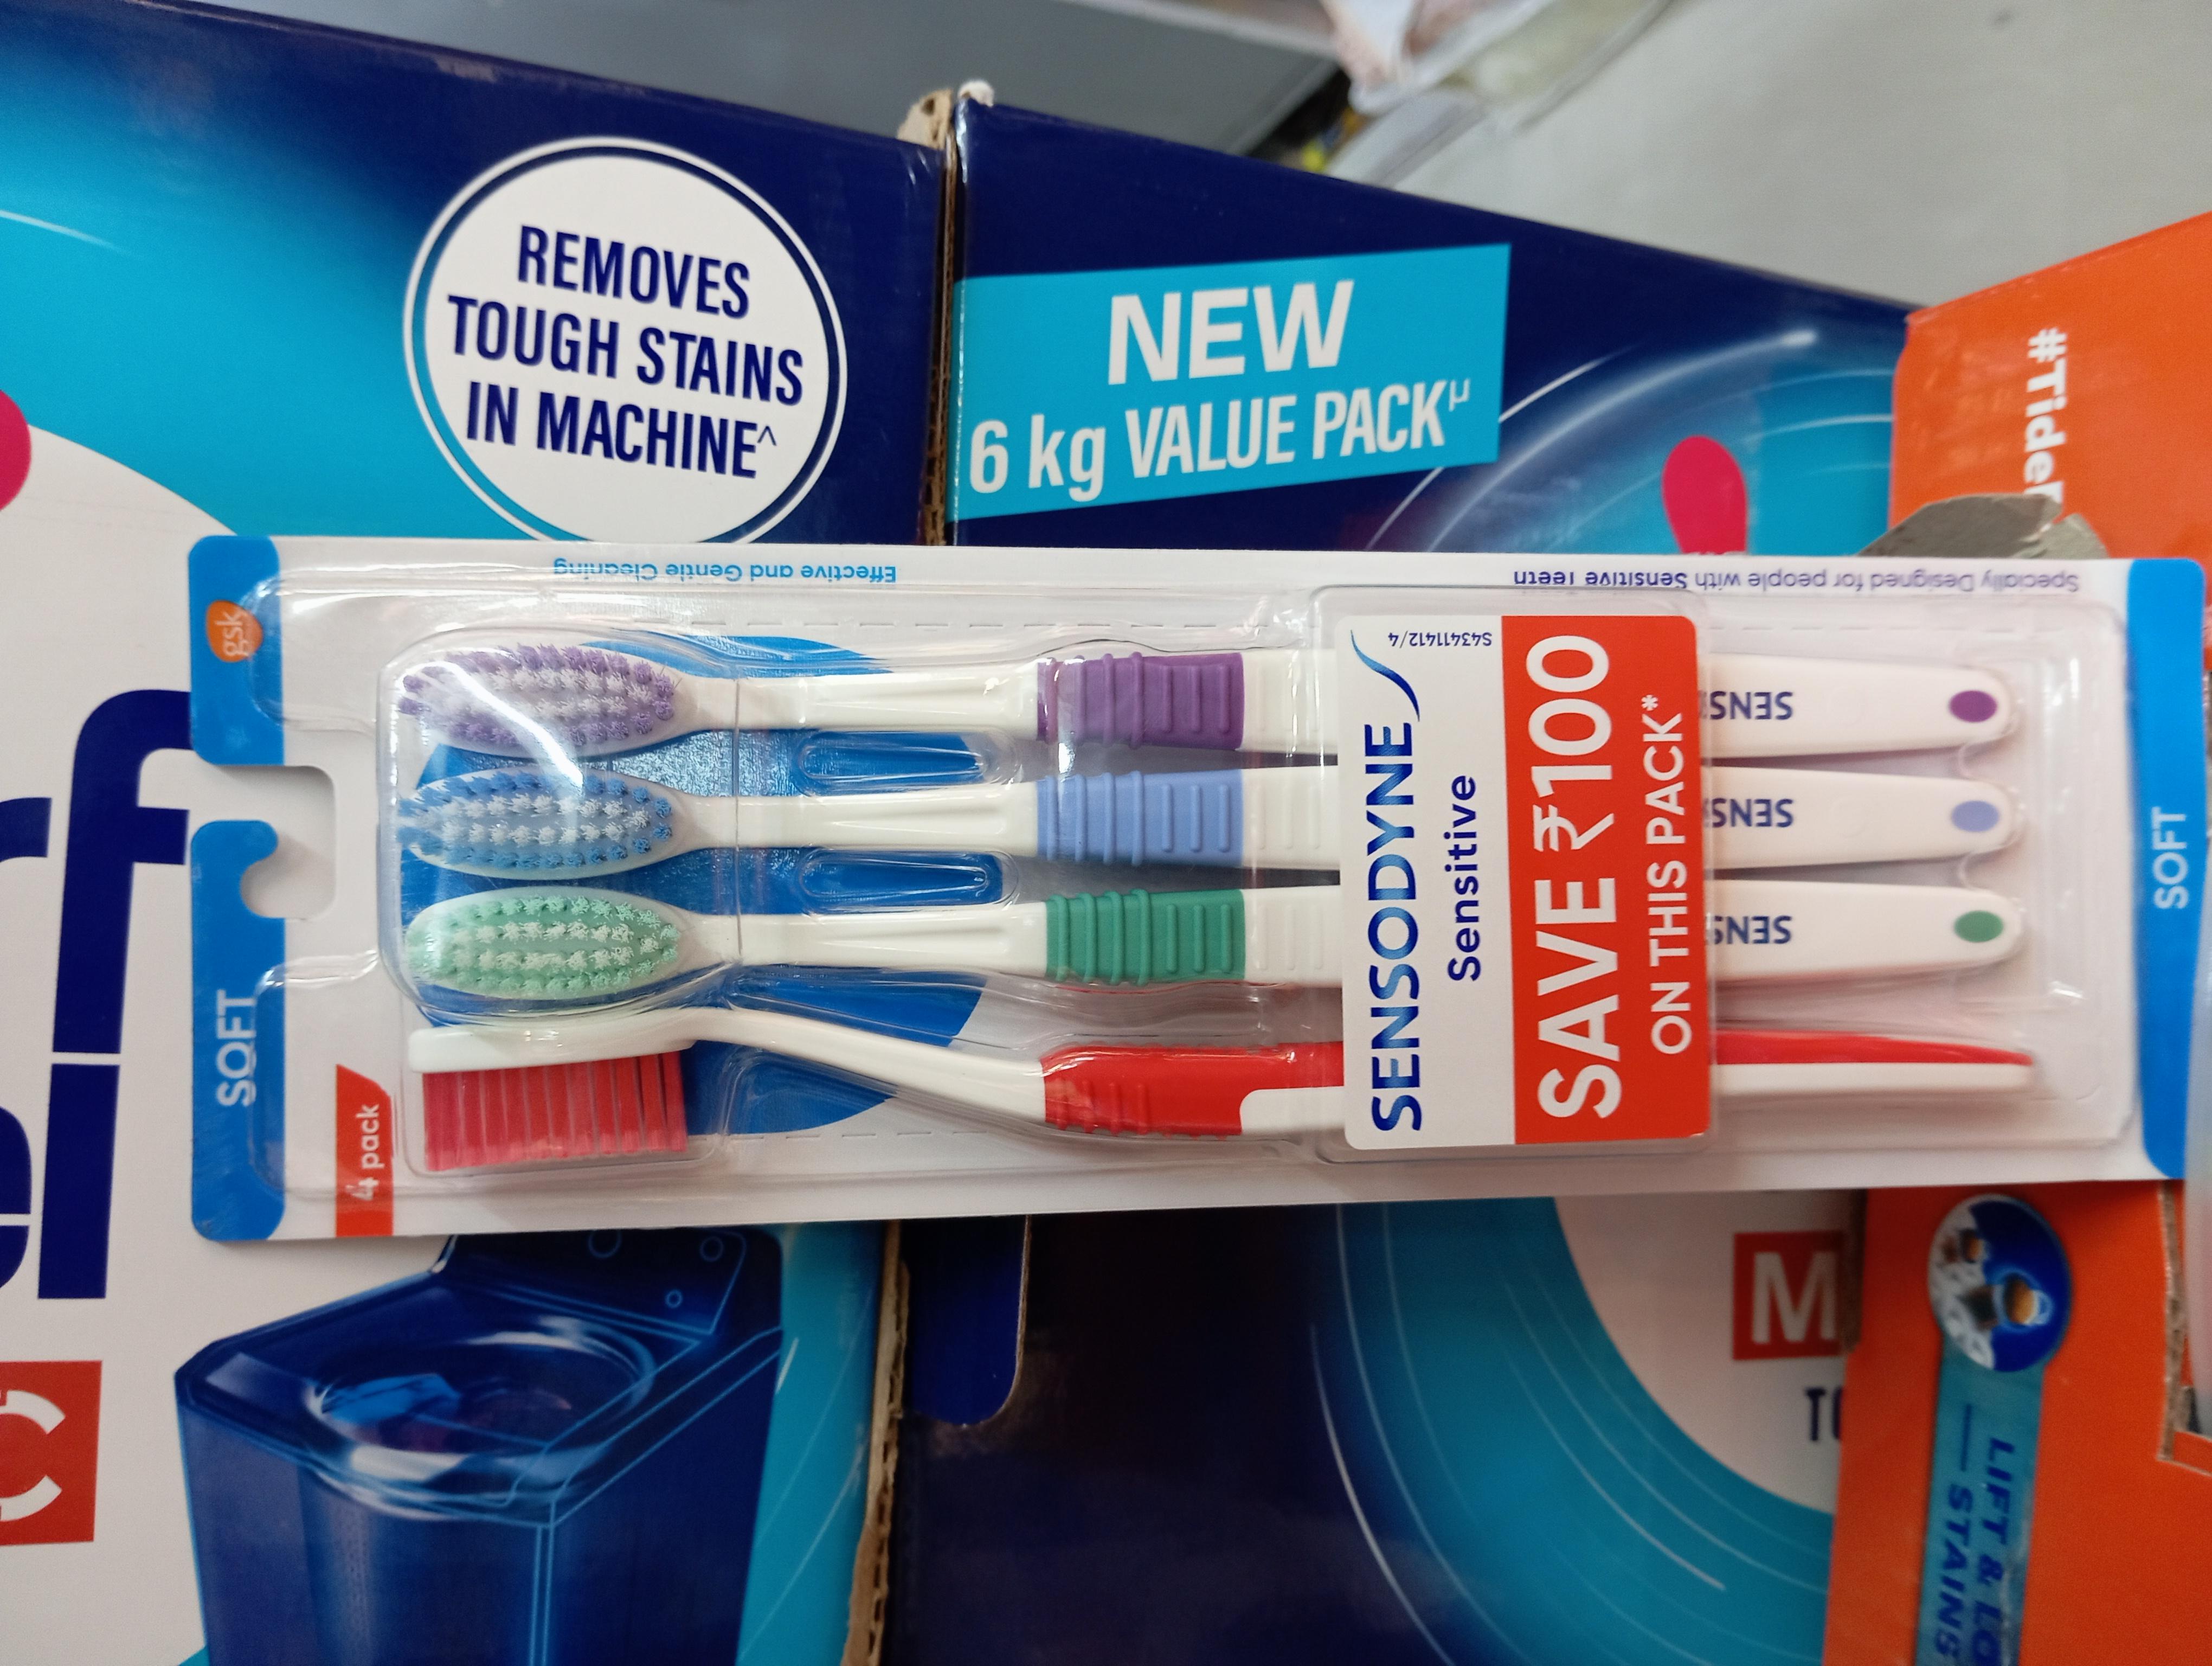 REMOVES
TOUGH STAINS
IN MACHINE^
NEW
6 kg VALUE PACKµ
Effective and Gentle Cleaning
Specially Designed for people with Sensitive Teeth
gsk
SOFT
4 pack
SENSODYNE
Sensitive
S43411412/4
SAVE ₹100
ON THIS PACK*
SENS
SENS
SENS
SOFT
LIFT & LO
STAINS